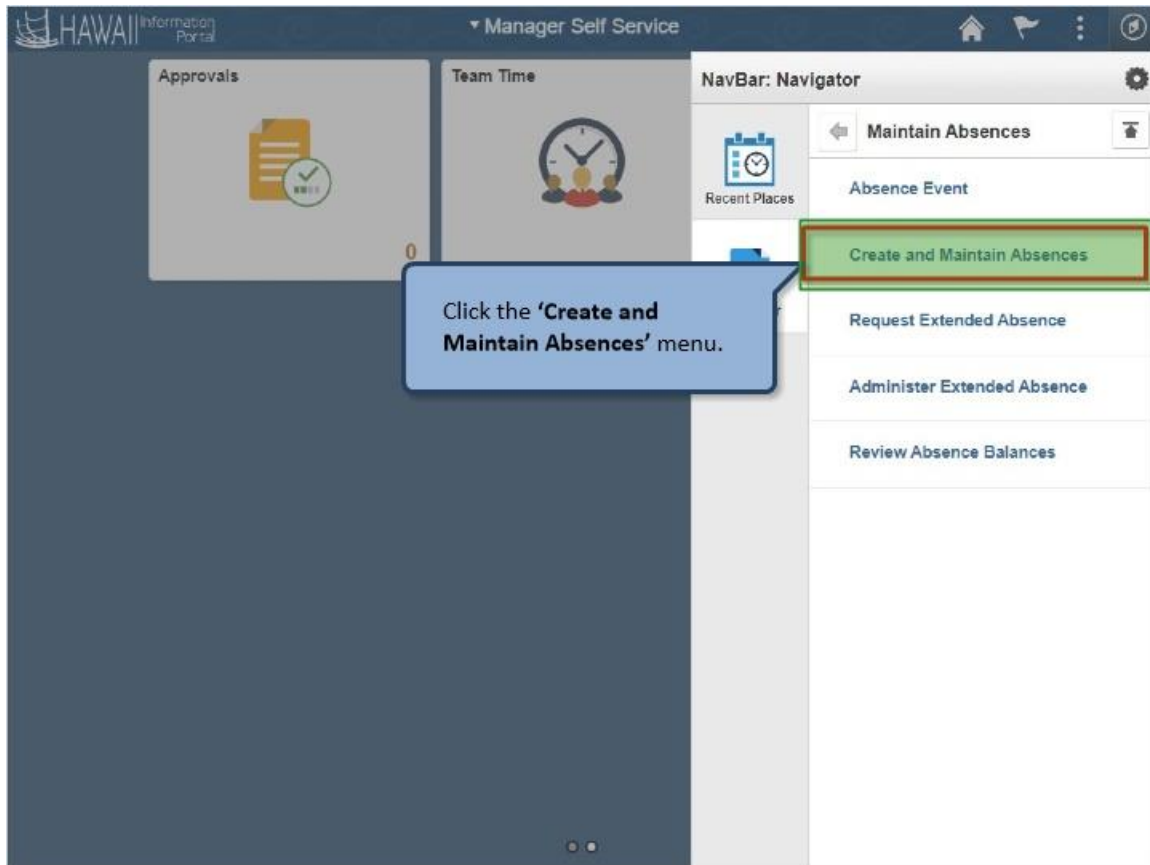 HAWAII Information
Portal
Manager Self Service
Approvals
0
Team Time
NavBar: Navigator
Recent Places
Maintain Absences
Absence Event
Create and Maintain Absences
Request Extended Absence
Administer Extended Absence
Review Absence Balances
Click the ‘Create and
Maintain Absences’ menu.